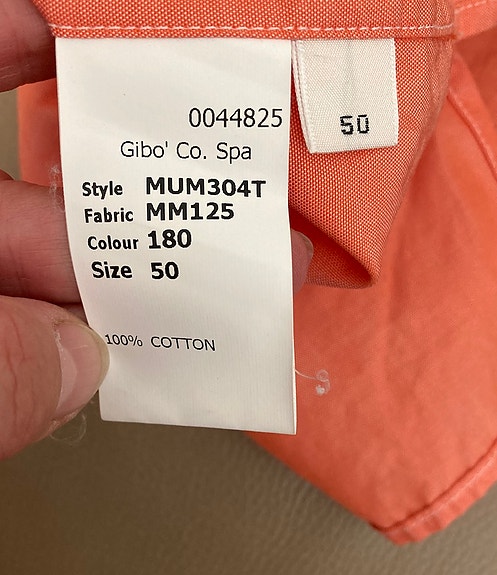 0044825
Gibo' Co. Spa
Style MUM304T
Fabric MM125
Colour 180
Size 50
100% COTTON
50